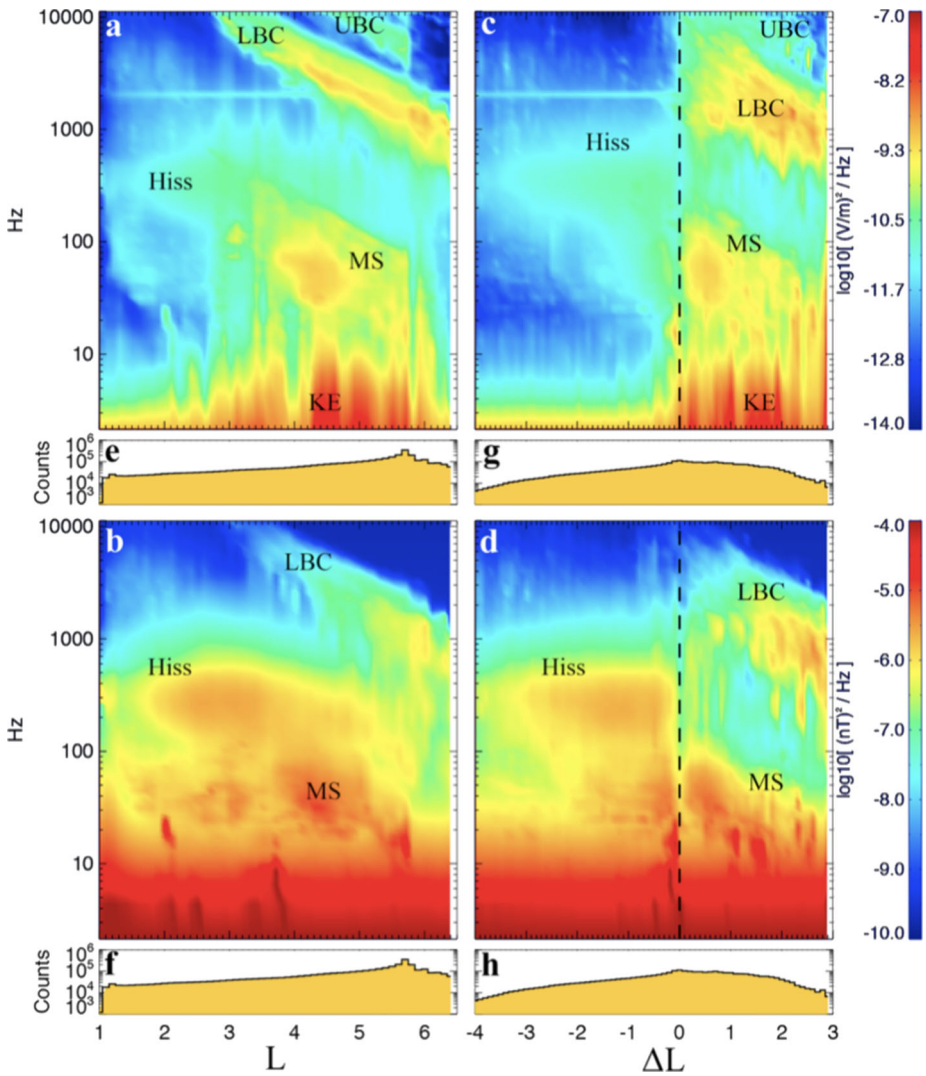 a
LBC
UBC
Hiss
MS
KE
10000
1000
100
10
Hz
c
UBC
LBC
Hiss
MS
KE
-7.0
-8.2
-9.3
-10.5
-11.7
-12.8
-14.0
log10[ (V/m)² / Hz ]
e
10⁶
10⁵
10⁴
10³
Counts
g
b
LBC
Hiss
MS
10000
1000
100
10
Hz
d
LBC
Hiss
MS
-4.0
-5.0
-6.0
-7.0
-8.0
-9.0
-10.0
log10[ (nT)² / Hz ]
f
10⁶
10⁵
10⁴
10³
Counts
h
1 2 3 4 5 6
L
-4 -3 -2 -1 0 1 2 3
ΔL